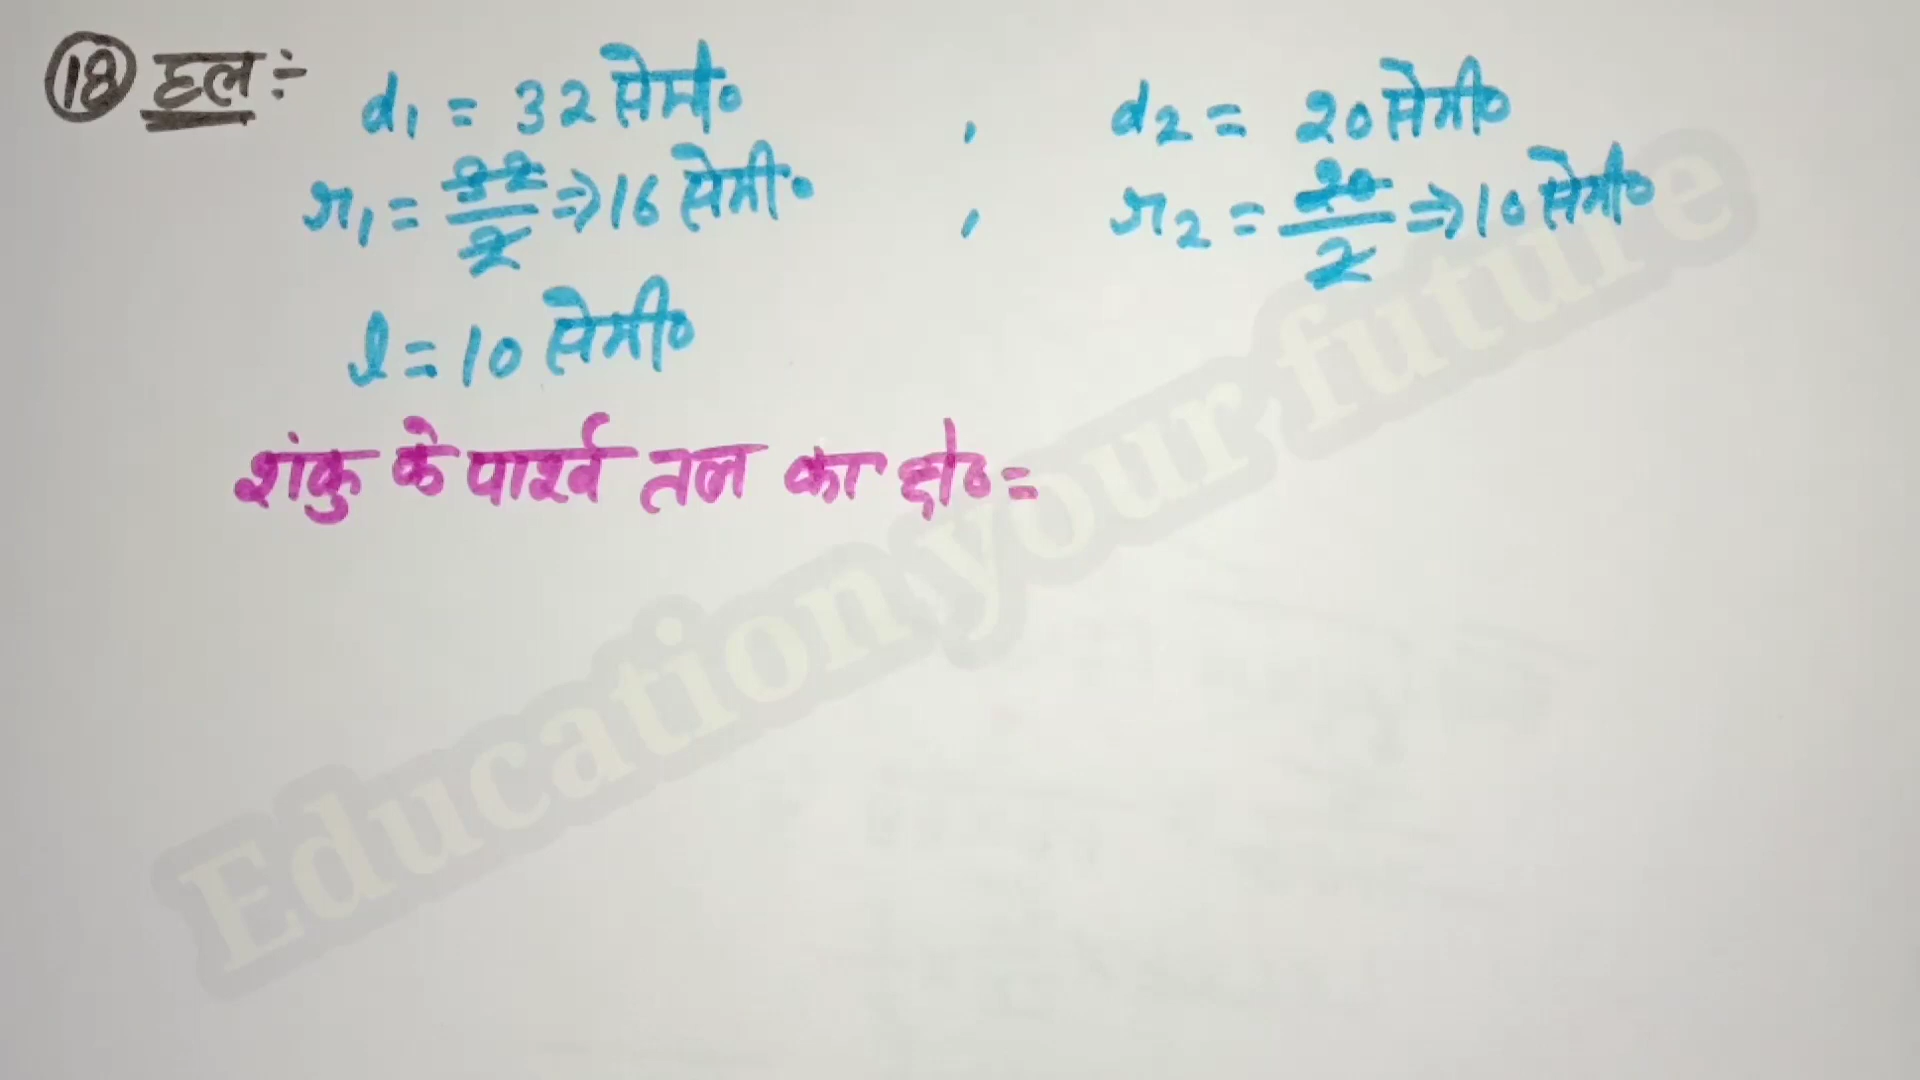 18 हल :-
d1 = 32 सेमी० , d2 = 20 सेमी०
r1 = 32/2 ⇒ 16 सेमी० , r2 = 20/2 ⇒ 10 सेमी०
l = 10 सेमी०
शंकु के पार्श्व तल का क्षे० =
Education your future